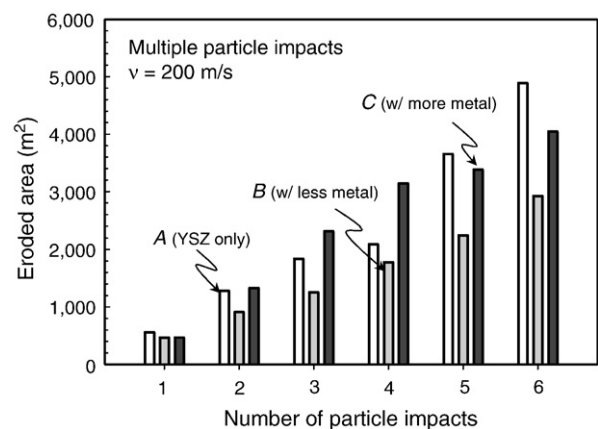 6,000
5,000
4,000
3,000
2,000
1,000
0
Eroded area (m²)
Multiple particle impacts
ν = 200 m/s
C (w/ more metal)
B (w/ less metal)
A (YSZ only)
1 2 3 4 5 6
Number of particle impacts